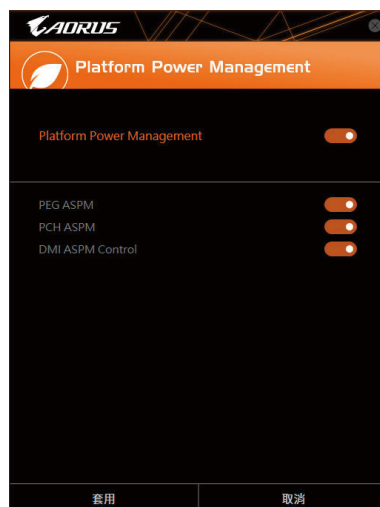 AORUS
Platform Power Management
Platform Power Management
PEG ASPM
PCH ASPM
DMI ASPM Control
套用 取消